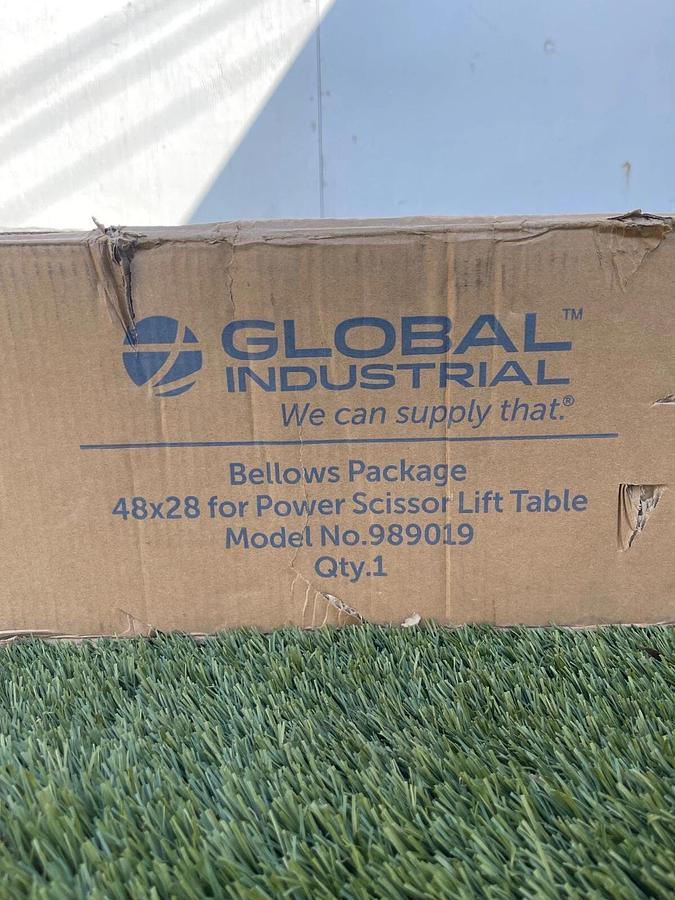 GLOBAL™
INDUSTRIAL
We can supply that.®
Bellows Package
48x28 for Power Scissor Lift Table
Model No.989019
Qty.1